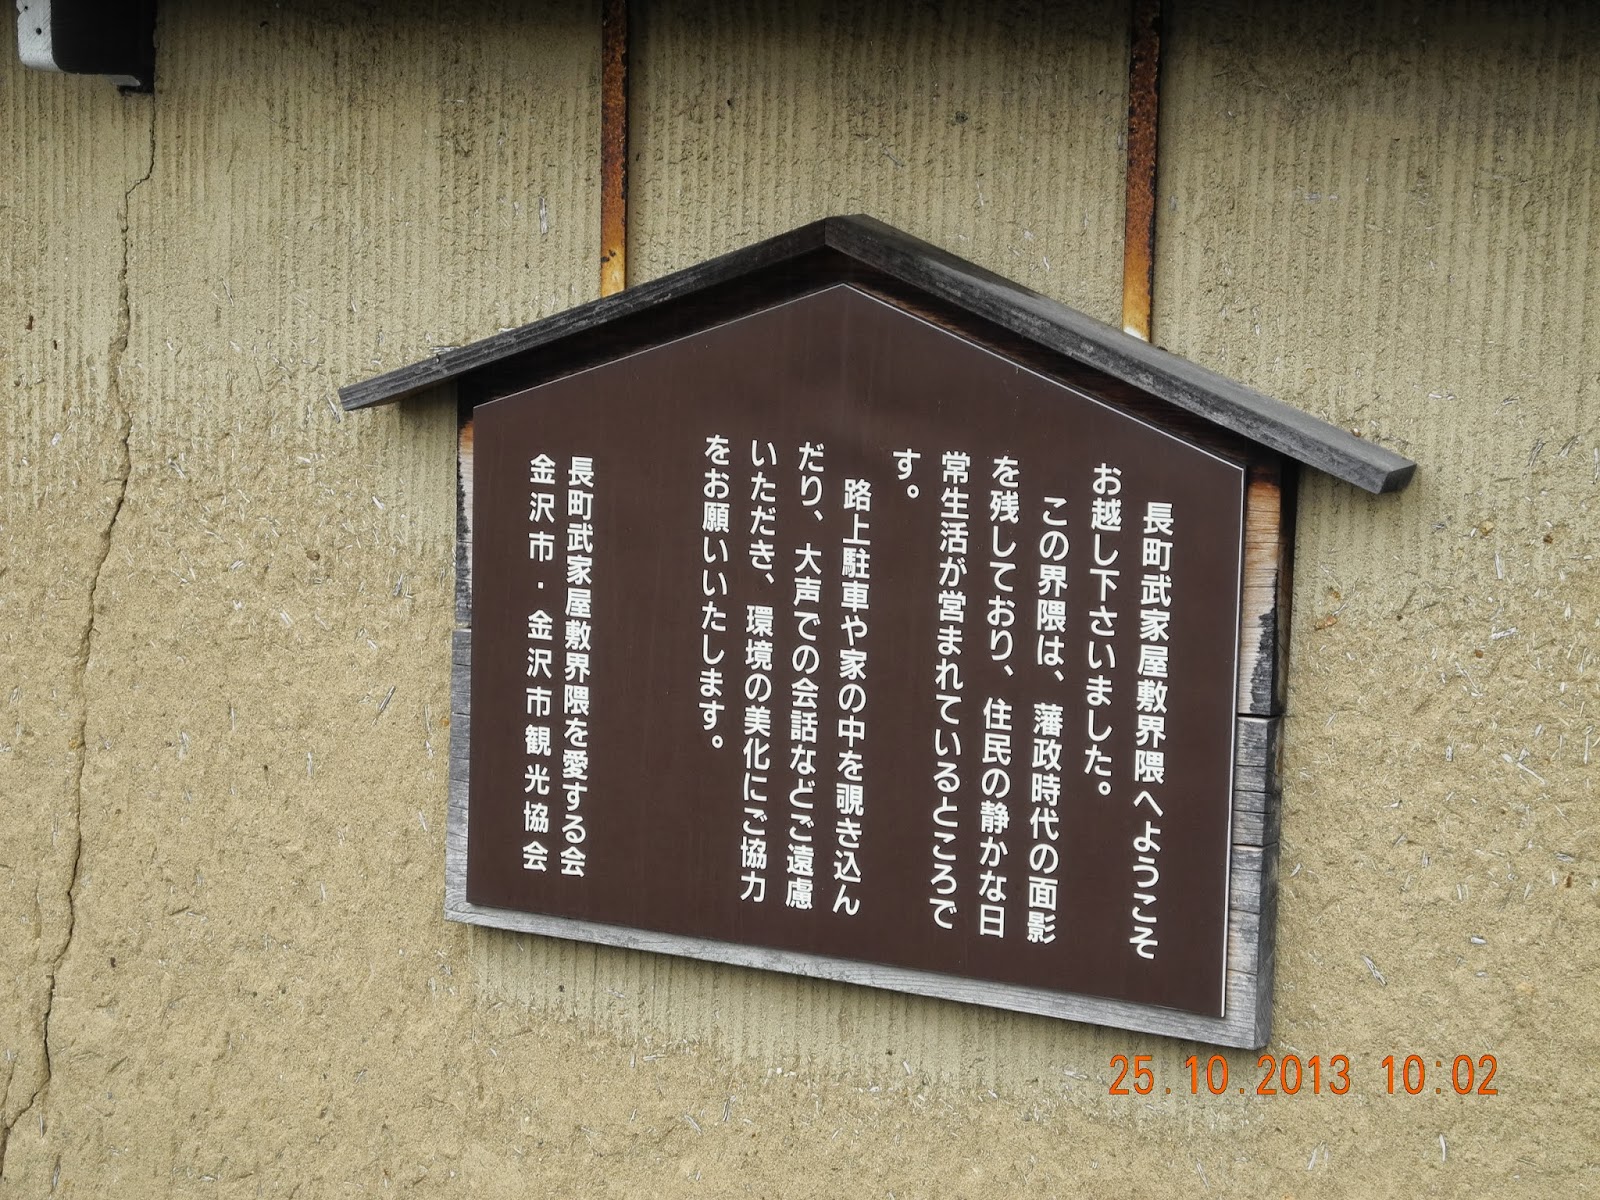 長町武家屋敷界隈へようこそ
お越し下さいました。
この界隈は、藩政時代の面影
を残しており、住民の静かな日
常生活が営まれているところで
す。
路上駐車や家の中を覗き込ん
だり、大声での会話などご遠慮
いただき、環境の美化にご協力
をお願いいたします。
長町武家屋敷界隈を愛する会
金沢市・金沢市観光協会
25.10.2013 10:02